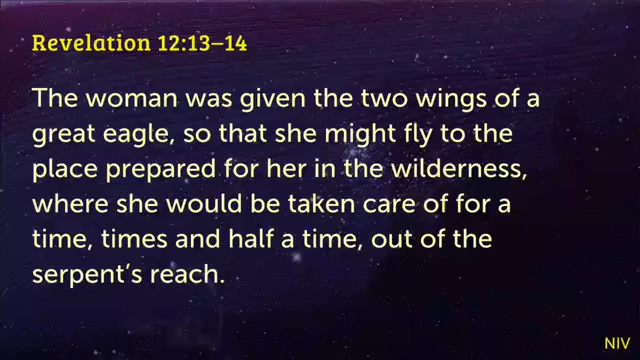 Revelation 12:13–14
The woman was given the two wings of a
great eagle, so that she might fly to the
place prepared for her in the wilderness,
where she would be taken care of for a
time, times and half a time, out of the
serpent’s reach.
NIV